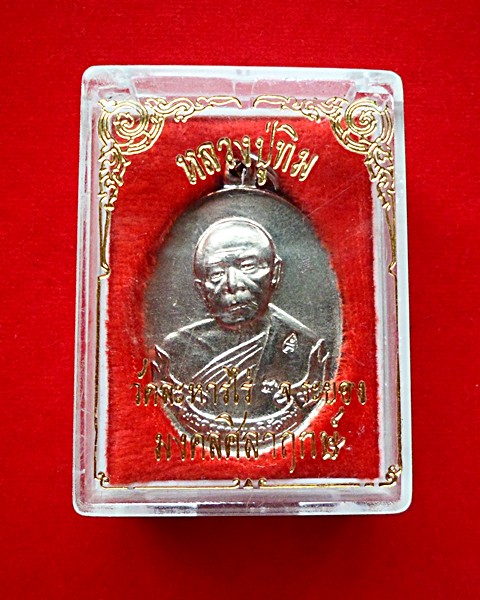 หลวงปู่ทิม
วัดละหารไร่ จ.ระยอง
มงคลศิลาฤกษ์